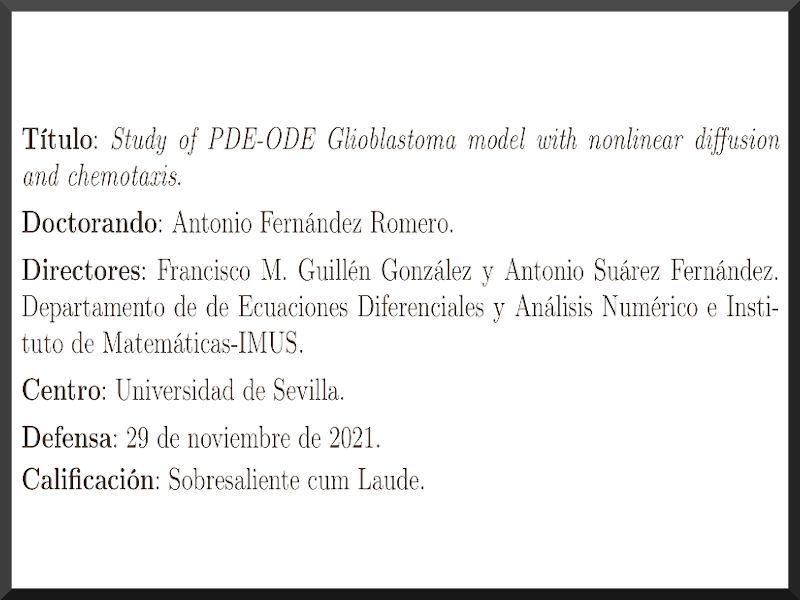 Título: Study of PDE-ODE Glioblastoma model with nonlinear diffusion
and chemotaxis.
Doctorando: Antonio Fernández Romero.
Directores: Francisco M. Guillén González y Antonio Suárez Fernández.
Departamento de de Ecuaciones Diferenciales y Análisis Numérico e Insti-
tuto de Matemáticas-IMUS.
Centro: Universidad de Sevilla.
Defensa: 29 de noviembre de 2021.
Calificación: Sobresaliente cum Laude.